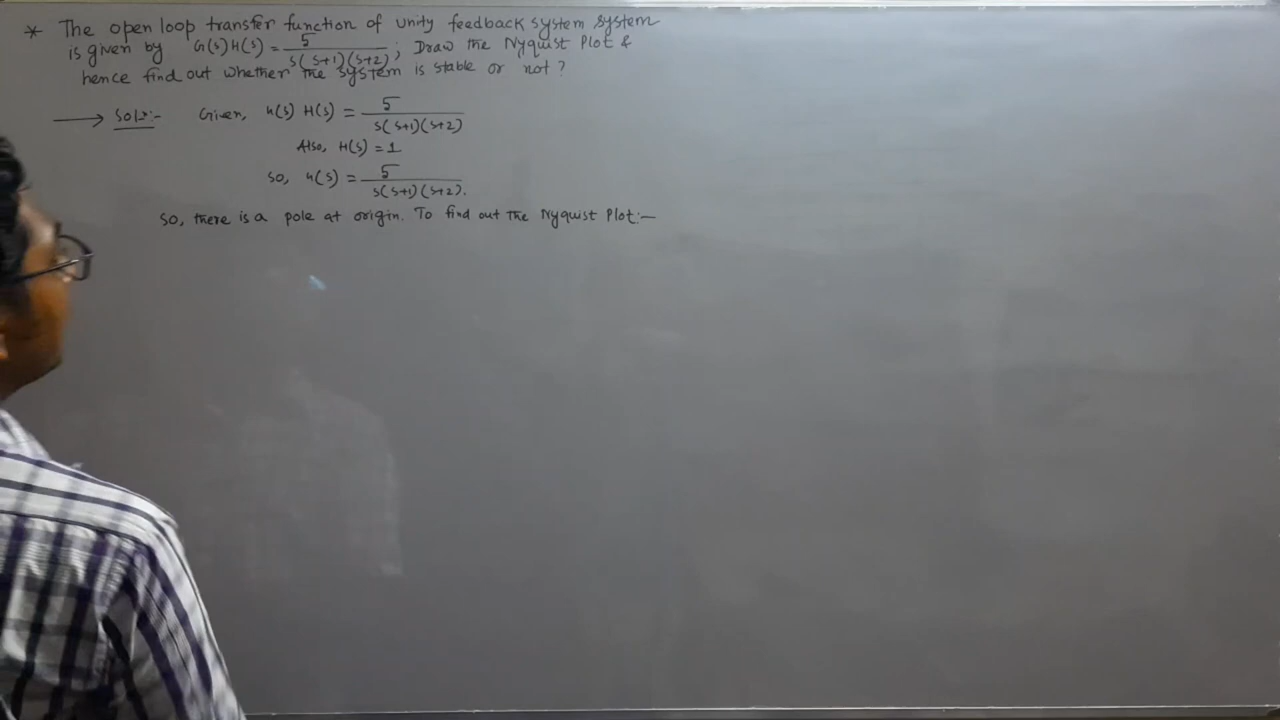 * The open loop transfer function of unity feedback system system
is given by G(s)H(s) = 5 / s(s+1)(s+2) ; Draw the Nyquist Plot &
hence find out whether the system is stable or not ?
→ Soln:- Given, G(s) H(s) = 5 / s(s+1)(s+2)
Also, H(s) = 1
So, G(s) = 5 / s(s+1)(s+2).
So, there is a pole at origin. To find out the Nyquist Plot:-